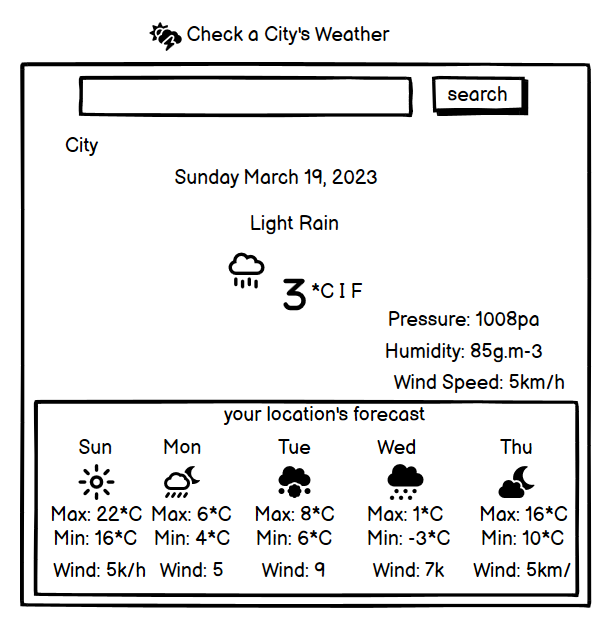 Check a City's Weather
search
City
Sunday March 19, 2023
Light Rain
3 *C I F
Pressure: 1008pa
Humidity: 85g.m-3
Wind Speed: 5km/h
your location's forecast
Sun Mon Tue Wed Thu
Max: 22*C Max: 6*C Max: 8*C Max: 1*C Max: 16*C
Min: 16*C Min: 4*C Min: 6*C Min: -3*C Min: 10*C
Wind: 5k/h Wind: 5 Wind: 9 Wind: 7k Wind: 5km/